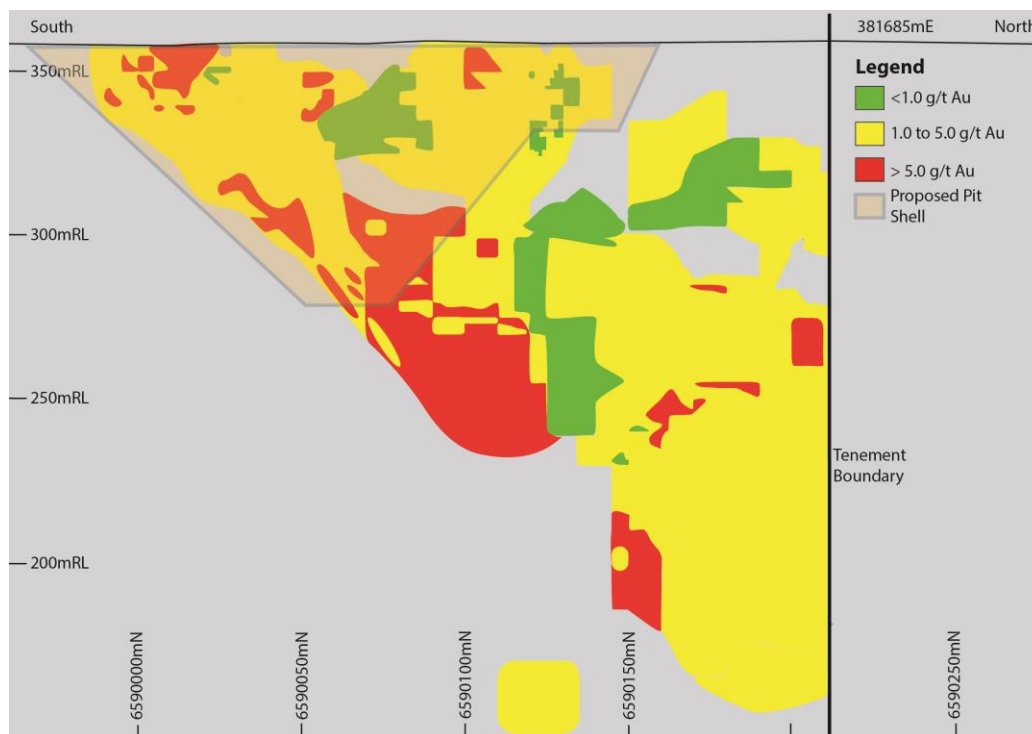 South
381685mE
North
350mRL
300mRL
250mRL
200mRL
Legend
<1.0 g/t Au
1.0 to 5.0 g/t Au
> 5.0 g/t Au
Proposed Pit
Shell
Tenement
Boundary
6590000mN
6590050mN
6590100mN
6590150mN
6590250mN